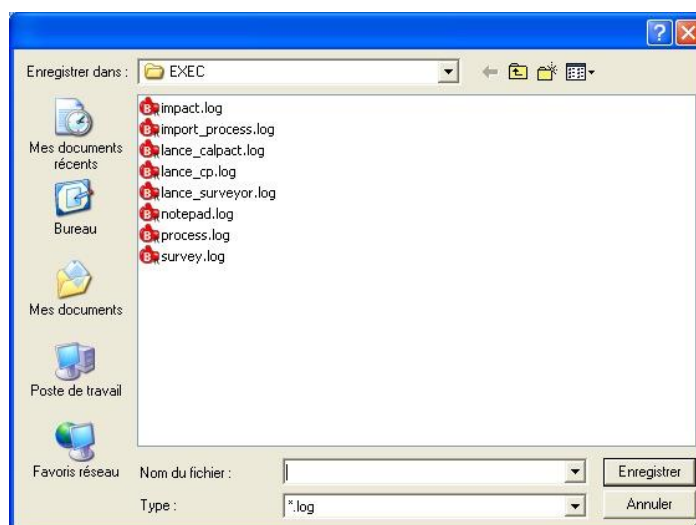 Enregistrer dans : EXEC
impact.log
import_process.log
lance_calpact.log
lance_cp.log
lance_surveyor.log
notepad.log
process.log
survey.log
Mes documents
récents
Bureau
Mes documents
Poste de travail
Favoris réseau
Nom du fichier : Enregistrer
Type : *.log Annuler